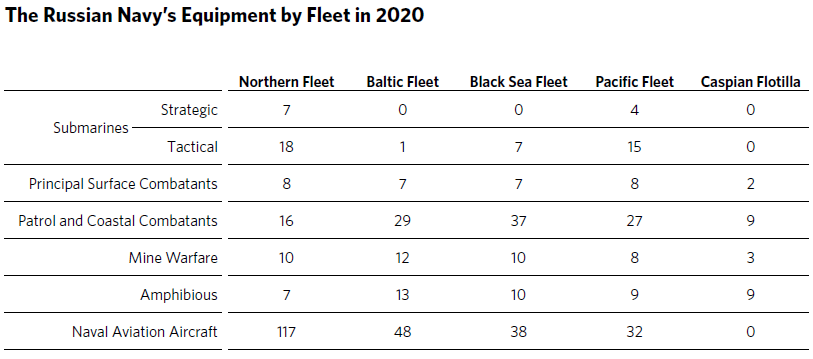 The Russian Navy's Equipment by Fleet in 2020
Northern Fleet Baltic Fleet Black Sea Fleet Pacific Fleet Caspian Flotilla
Submarines
Strategic 7 0 0 4 0
Tactical 18 1 7 15 0
Principal Surface Combatants 8 7 7 8 2
Patrol and Coastal Combatants 16 29 37 27 9
Mine Warfare 10 12 10 8 3
Amphibious 7 13 10 9 9
Naval Aviation Aircraft 117 48 38 32 0